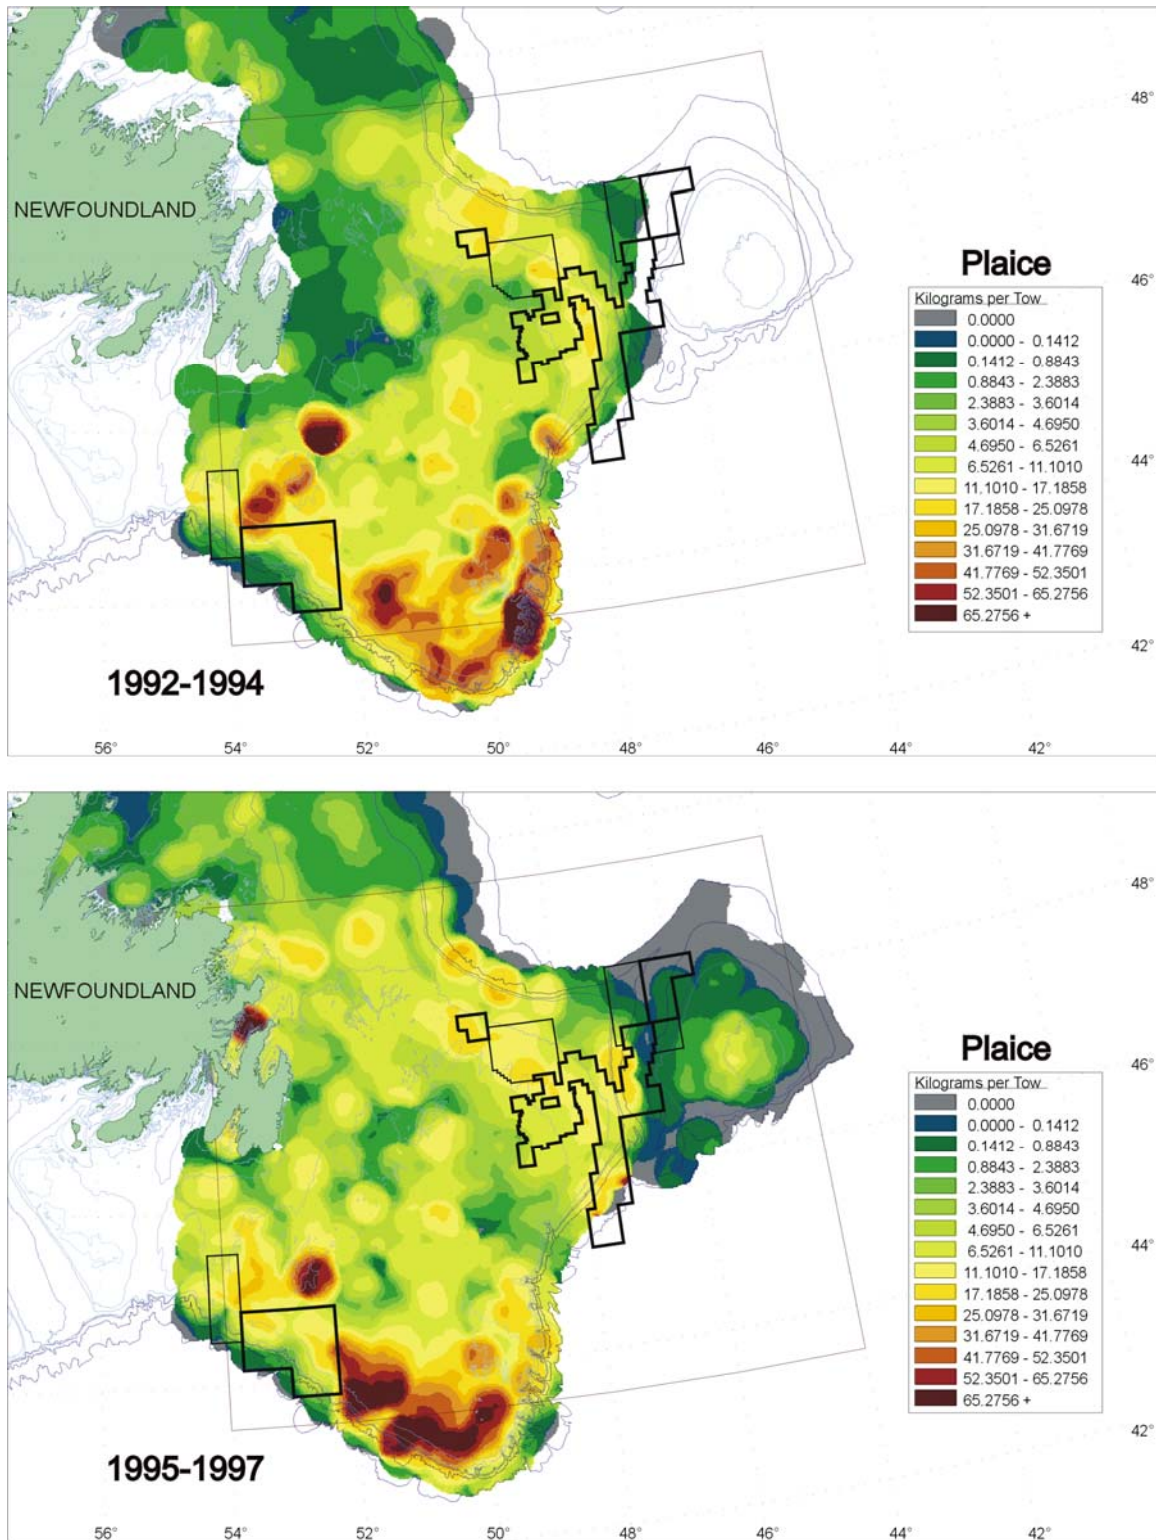 48°
NEWFOUNDLAND
46°
Plaice
Kilograms per Tow
0.0000
0.0000 - 0.1412
0.1412 - 0.8843
0.8843 - 2.3883
2.3883 - 3.6014
3.6014 - 4.6950
4.6950 - 6.5261
6.5261 - 11.1010
11.1010 - 17.1858
17.1858 - 25.0978
25.0978 - 31.6719
31.6719 - 41.7769
41.7769 - 52.3501
52.3501 - 65.2756
65.2756 +
44°
42°
1992-1994
56° 54° 52° 50° 48° 46° 44° 42°
48°
NEWFOUNDLAND
46°
Plaice
Kilograms per Tow
0.0000
0.0000 - 0.1412
0.1412 - 0.8843
0.8843 - 2.3883
2.3883 - 3.6014
3.6014 - 4.6950
4.6950 - 6.5261
6.5261 - 11.1010
11.1010 - 17.1858
17.1858 - 25.0978
25.0978 - 31.6719
31.6719 - 41.7769
41.7769 - 52.3501
52.3501 - 65.2756
65.2756 +
44°
42°
1995-1997
56° 54° 52° 50° 48° 46° 44° 42°